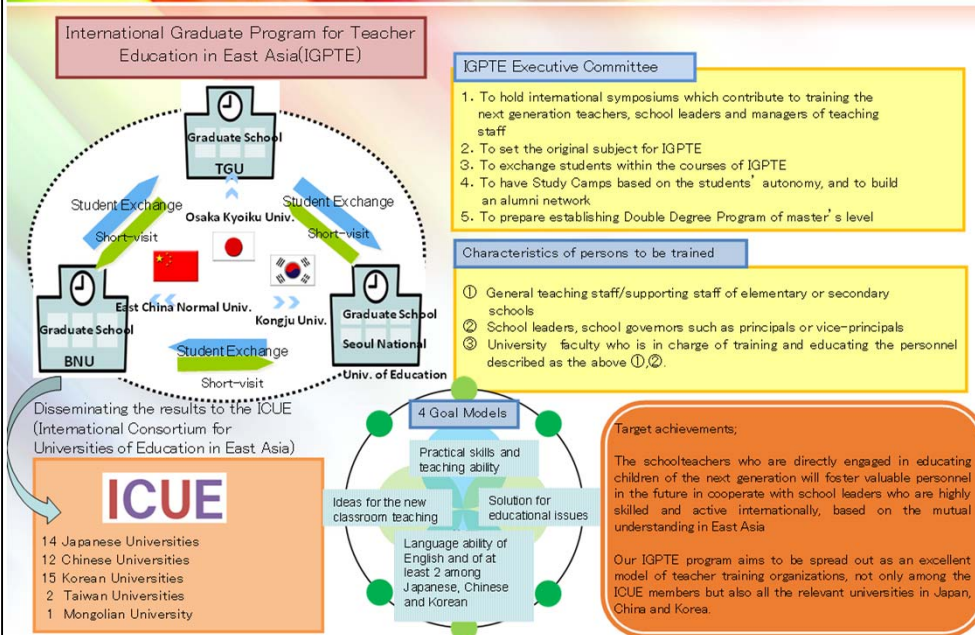 International Graduate Program for Teacher
Education in East Asia(IGPTE)
Graduate School
TGU
Student Exchange
Short-visit
Osaka Kyoiku Univ.
Student Exchange
Short-visit
East China Normal Univ.
Kongju Univ.
Graduate School
BNU
Graduate School
Seoul National
Univ. of Education
Student Exchange
Short-visit
IGPTE Executive Committee
1. To hold international symposiums which contribute to training the
next generation teachers, school leaders and managers of teaching
staff
2. To set the original subject for IGPTE
3. To exchange students within the courses of IGPTE
4. To have Study Camps based on the students' autonomy, and to build
an alumni network
5. To prepare establishing Double Degree Program of master's level
Characteristics of persons to be trained
① General teaching staff/supporting staff of elementary or secondary
schools
② School leaders, school governors such as principals or vice-principals
③ University faculty who is in charge of training and educating the personnel
described as the above ①,②.
Disseminating the results to the ICUE
(International Consortium for
Universities of Education in East Asia)
ICUE
14 Japanese Universities
12 Chinese Universities
15 Korean Universities
2 Taiwan Universities
1 Mongolian University
4 Goal Models
Practical skills and
teaching ability
Ideas for the new
classroom teaching
Solution for
educational issues
Language ability of
English and of at
least 2 among
Japanese, Chinese
and Korean
Target achievements;
The schoolteachers who are directly engaged in educating
children of the next generation will foster valuable personnel
in the future in cooperate with school leaders who are highly
skilled and active internationally, based on the mutual
understanding in East Asia
Our IGPTE program aims to be spread out as an excellent
model of teacher training organizations, not only among the
ICUE members but also all the relevant universities in Japan,
China and Korea.